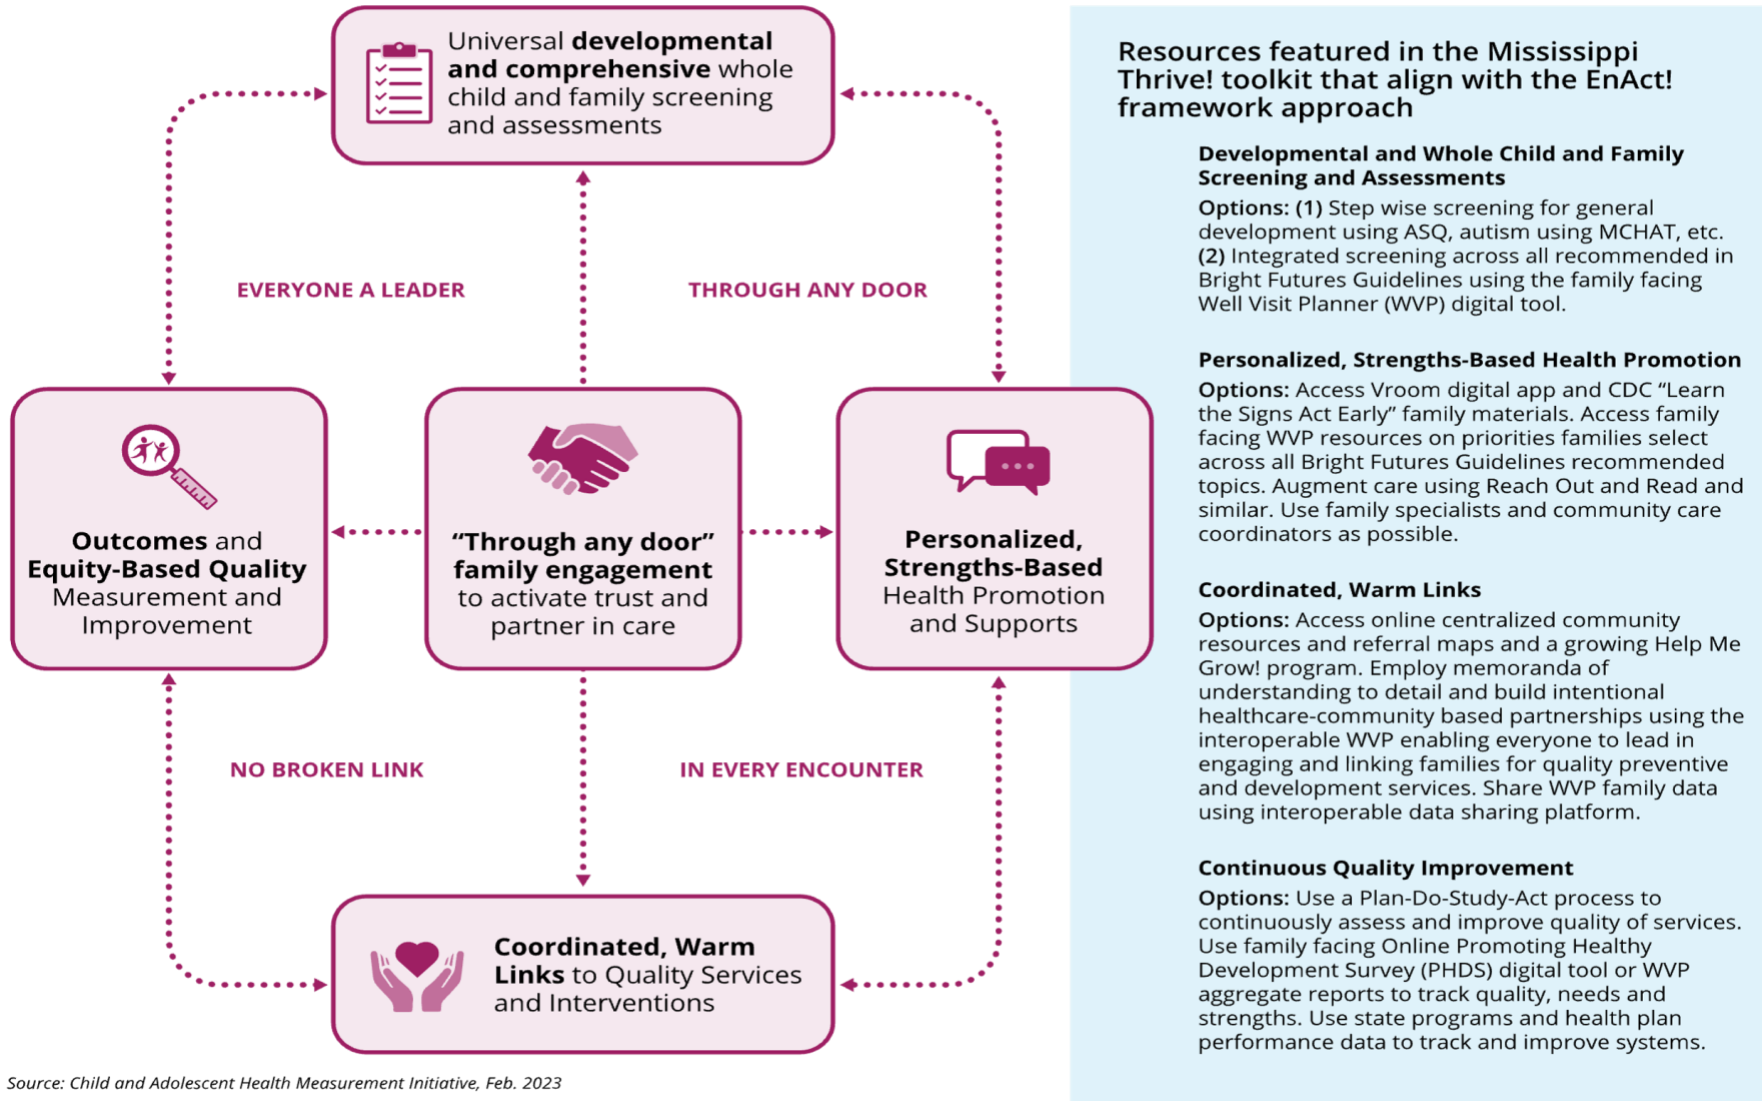 Universal developmental
and comprehensive whole
child and family screening
and assessments
EVERYONE A LEADER
THROUGH ANY DOOR
Outcomes and
Equity-Based Quality
Measurement and
Improvement
“Through any door”
family engagement
to activate trust and
partner in care
Personalized,
Strengths-Based
Health Promotion
and Supports
NO BROKEN LINK
IN EVERY ENCOUNTER
Coordinated, Warm
Links to Quality Services
and Interventions
Source: Child and Adolescent Health Measurement Initiative, Feb. 2023
Resources featured in the Mississippi
Thrive! toolkit that align with the EnAct!
framework approach
Developmental and Whole Child and Family
Screening and Assessments
Options: (1) Step wise screening for general
development using ASQ, autism using MCHAT, etc.
(2) Integrated screening across all recommended in
Bright Futures Guidelines using the family facing
Well Visit Planner (WVP) digital tool.
Personalized, Strengths-Based Health Promotion
Options: Access Vroom digital app and CDC “Learn
the Signs Act Early” family materials. Access family
facing WVP resources on priorities families select
across all Bright Futures Guidelines recommended
topics. Augment care using Reach Out and Read and
similar. Use family specialists and community care
coordinators as possible.
Coordinated, Warm Links
Options: Access online centralized community
resources and referral maps and a growing Help Me
Grow! program. Employ memoranda of
understanding to detail and build intentional
healthcare-community based partnerships using the
interoperable WVP enabling everyone to lead in
engaging and linking families for quality preventive
and development services. Share WVP family data
using interoperable data sharing platform.
Continuous Quality Improvement
Options: Use a Plan-Do-Study-Act process to
continuously assess and improve quality of services.
Use family facing Online Promoting Healthy
Development Survey (PHDS) digital tool or WVP
aggregate reports to track quality, needs and
strengths. Use state programs and health plan
performance data to track and improve systems.